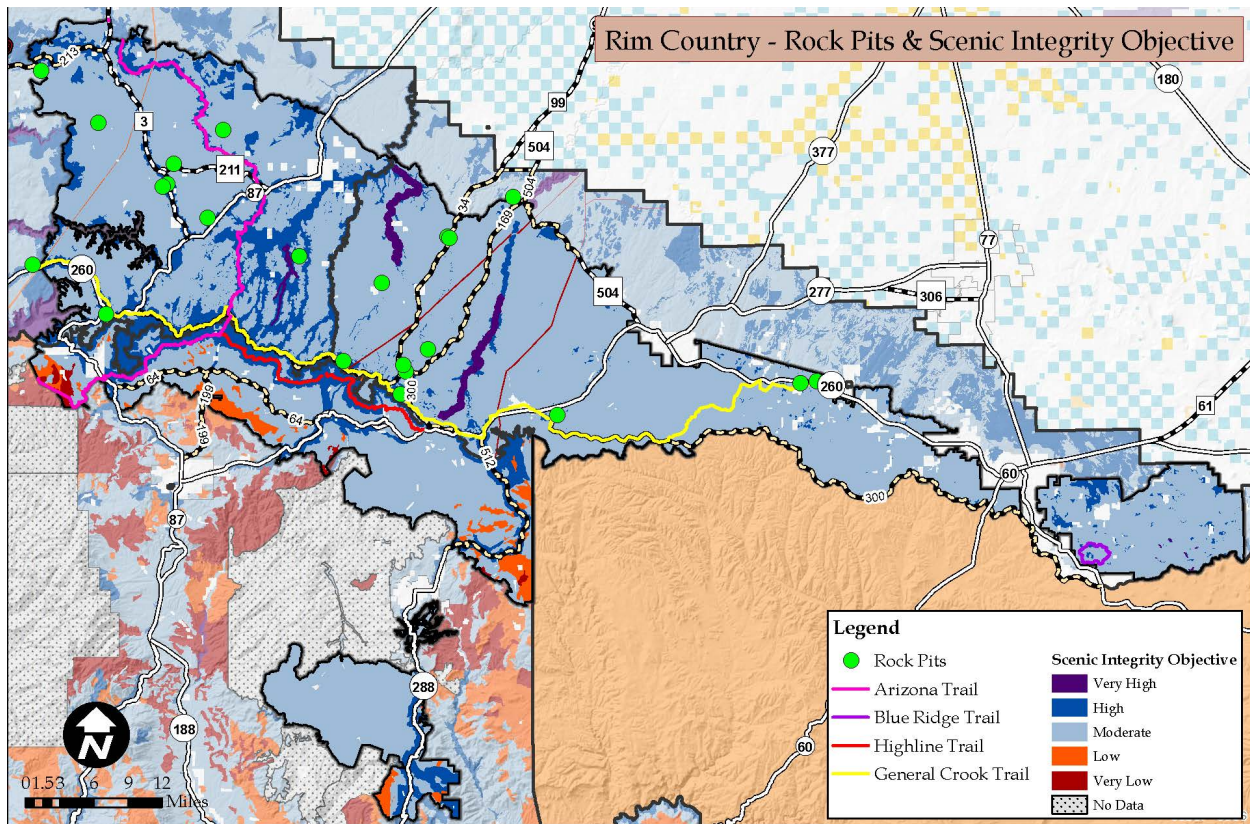 Rim Country - Rock Pits & Scenic Integrity Objective
213
99
180
3
504
377
211
504
87
34
169
77
260
504
277
306
300
260
64
199
64
199
512
61
60
300
87
288
188
60
N
01.53 6 9 12
Miles
Legend
Rock Pits
Arizona Trail
Blue Ridge Trail
Highline Trail
General Crook Trail
Scenic Integrity Objective
Very High
High
Moderate
Low
Very Low
No Data